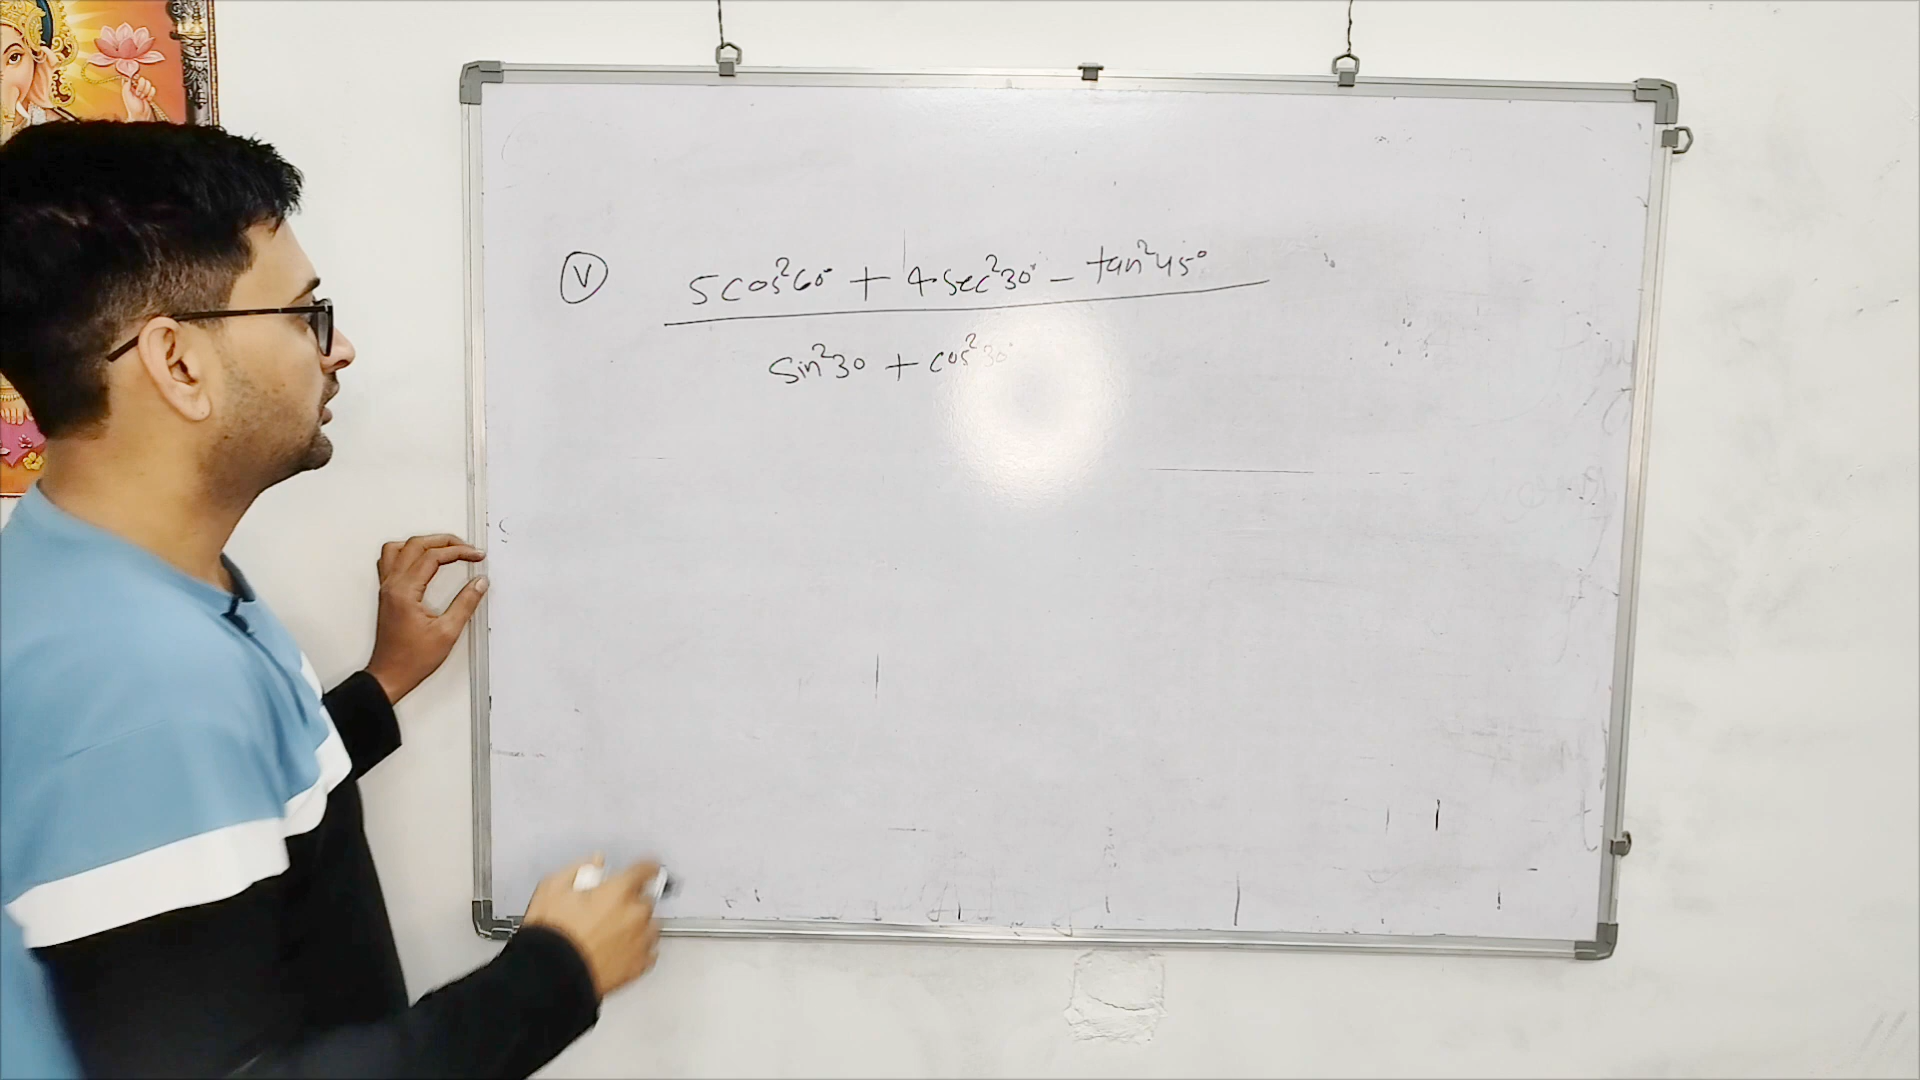 V 5cos²60° + 4sec²30° - tan²45°
sin²30 + cos²30°